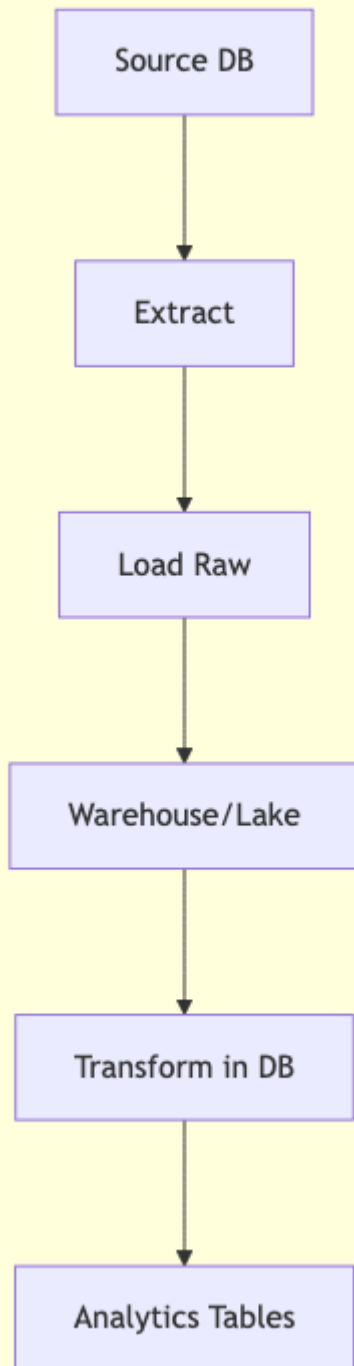 Source DB
Extract
Load Raw
Warehouse/Lake
Transform in DB
Analytics Tables